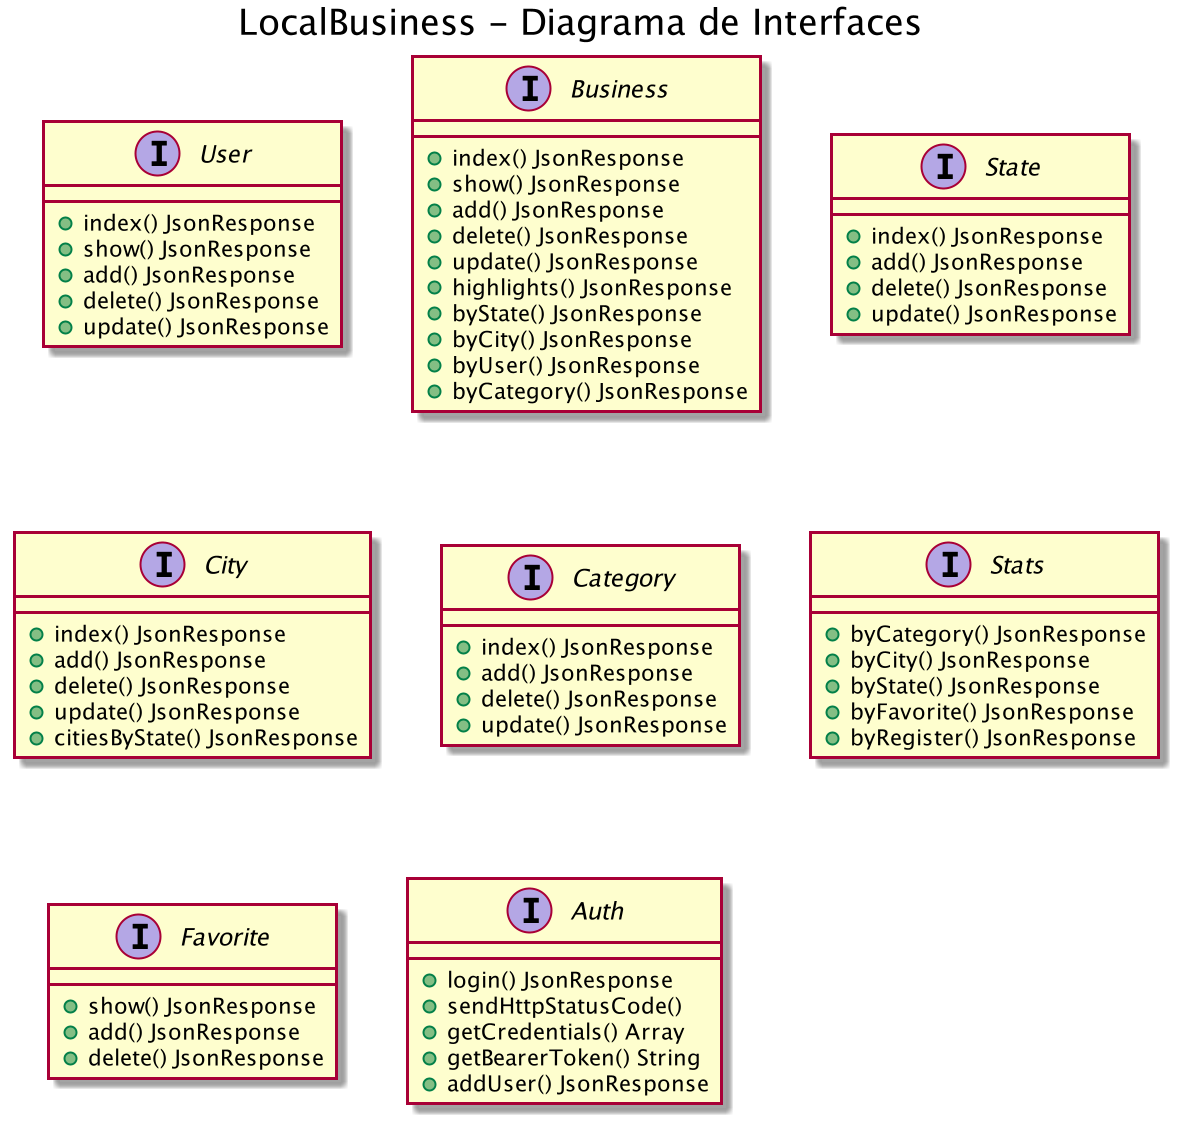 LocalBusiness - Diagrama de Interfaces
I User
index() JsonResponse
show() JsonResponse
add() JsonResponse
delete() JsonResponse
update() JsonResponse
I Business
index() JsonResponse
show() JsonResponse
add() JsonResponse
delete() JsonResponse
update() JsonResponse
highlights() JsonResponse
byState() JsonResponse
byCity() JsonResponse
byUser() JsonResponse
byCategory() JsonResponse
I State
index() JsonResponse
add() JsonResponse
delete() JsonResponse
update() JsonResponse
I City
index() JsonResponse
add() JsonResponse
delete() JsonResponse
update() JsonResponse
citiesByState() JsonResponse
I Category
index() JsonResponse
add() JsonResponse
delete() JsonResponse
update() JsonResponse
I Stats
byCategory() JsonResponse
byCity() JsonResponse
byState() JsonResponse
byFavorite() JsonResponse
byRegister() JsonResponse
I Favorite
show() JsonResponse
add() JsonResponse
delete() JsonResponse
I Auth
login() JsonResponse
sendHttpStatusCode()
getCredentials() Array
getBearerToken() String
addUser() JsonResponse